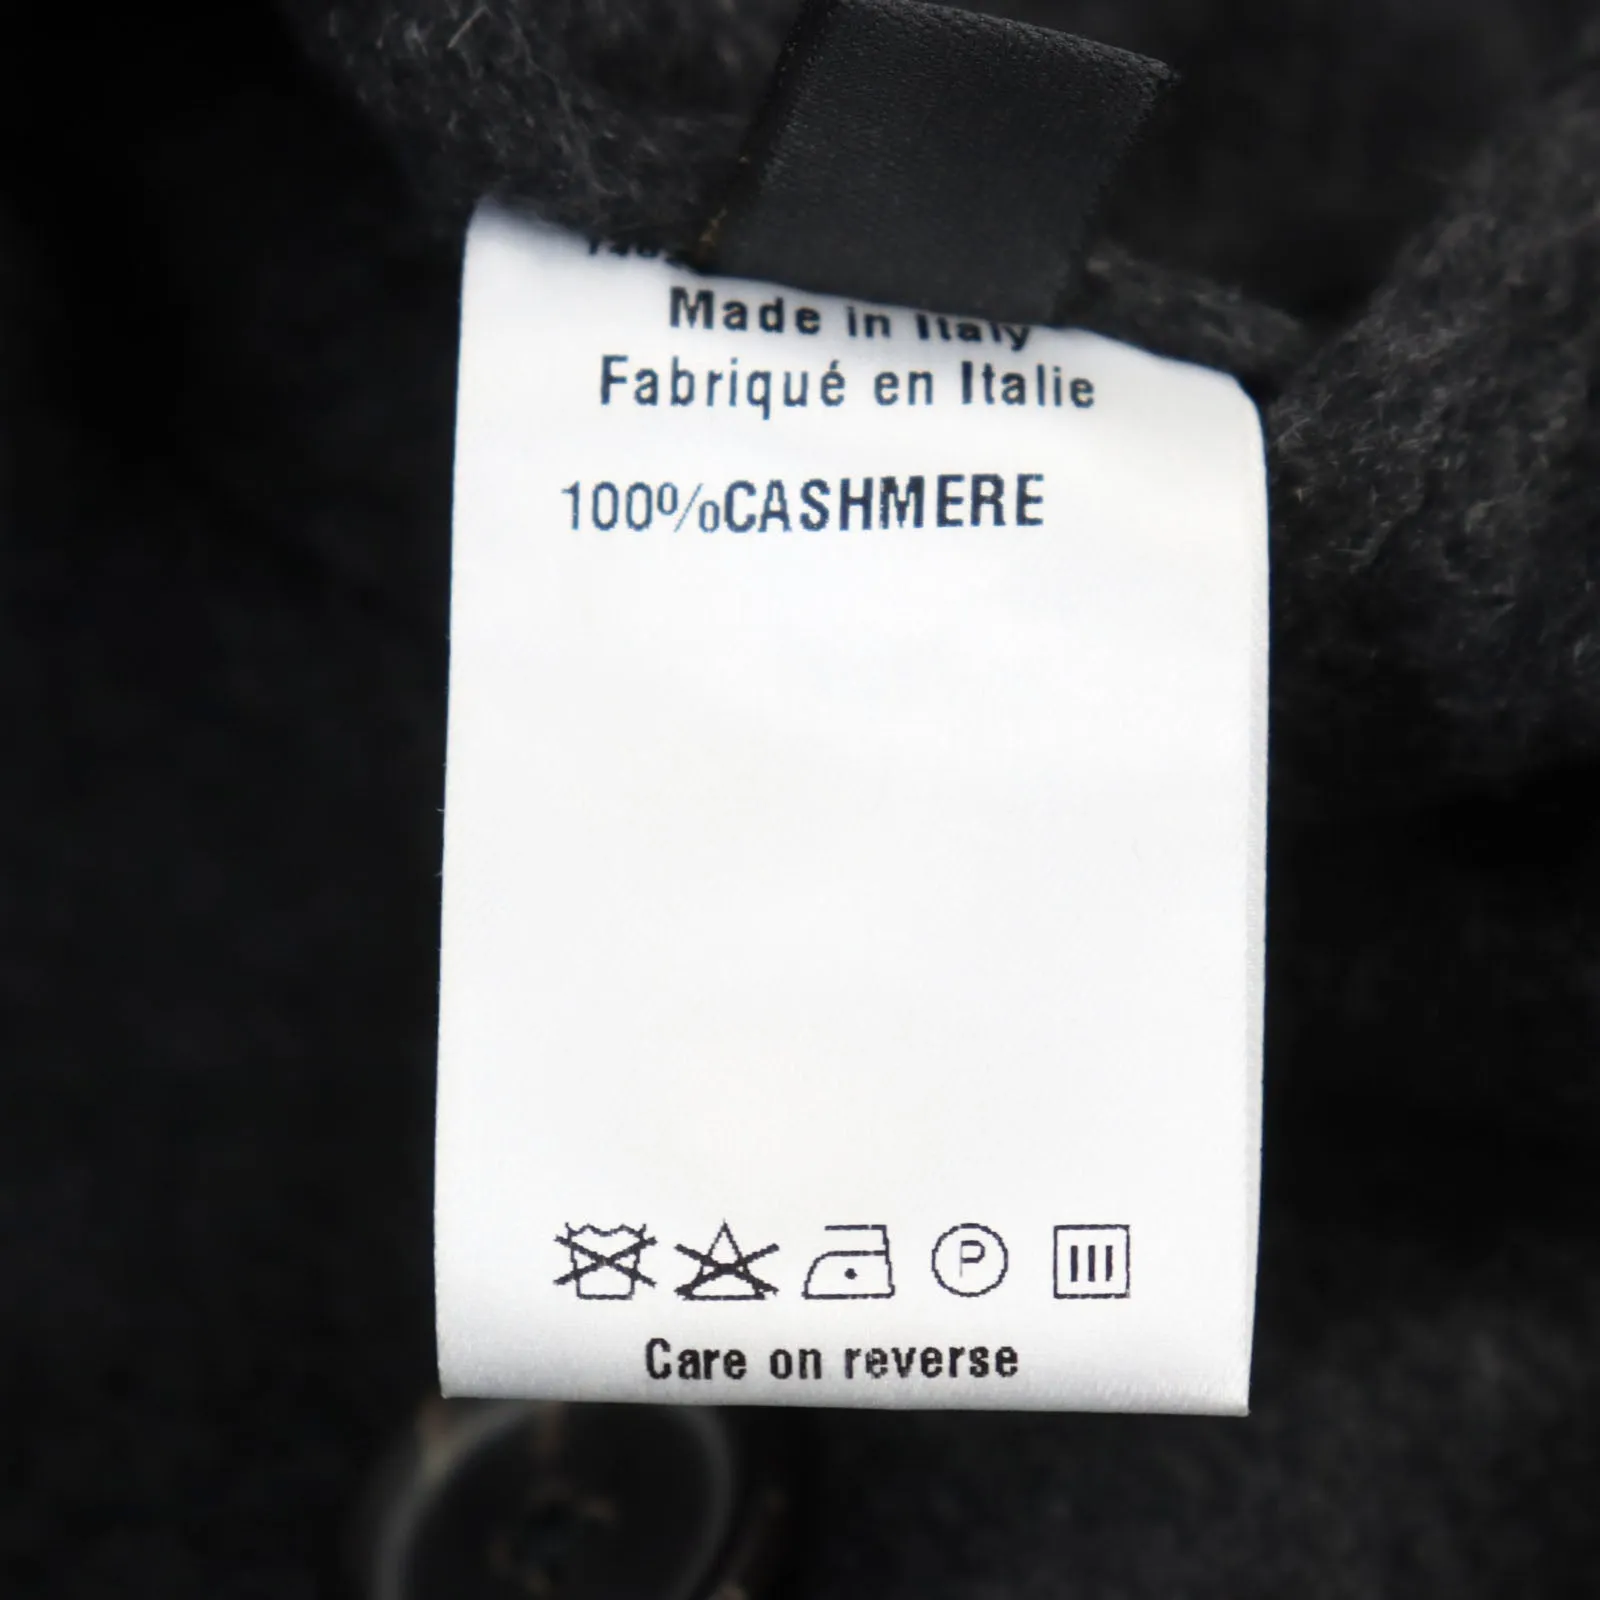 Made in Italy
Fabriqué en Italie
100%CASHMERE
P
Care on reverse